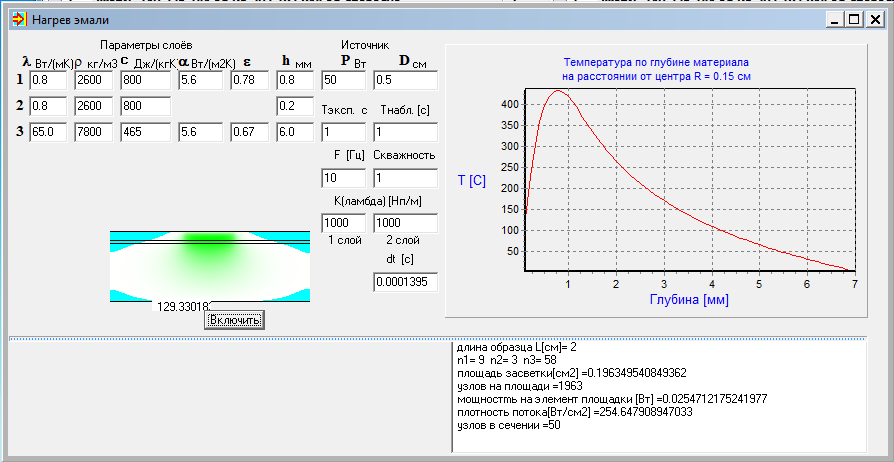 Нагрев эмали
Параметры слоёв
Источник
λ Вт/(мК) ρ кг/м3 c Дж/(кгК) α Вт/(м2К) ε h мм P Вт D см
1 0.8 2600 800 5.6 0.78 0.8 50 0.5
2 0.8 2600 800 0.2
Tэксп. с Tнабл. [с]
3 65.0 7800 465 5.6 0.67 6.0 1 1
F [Гц] Скважность
10 1
К(ламбда) [Нп/м]
1000 1000
1 слой 2 слой
dt [с]
0.0001395
129.33018
Включить
Температура по глубине материала
на расстоянии от центра R = 0.15 см
T [C]
400
350
300
250
200
150
100
50
1 2 3 4 5 6 7
Глубина [мм]
длина образца L[см]= 2
n1= 9 n2= 3 n3= 58
площадь засветки[см2] =0.196349540849362
узлов на площади =1963
мощность на элемент площадки [Вт] =0.0254712175241977
плотность потока[Вт/см2] =254.647908947033
узлов в сечении =50